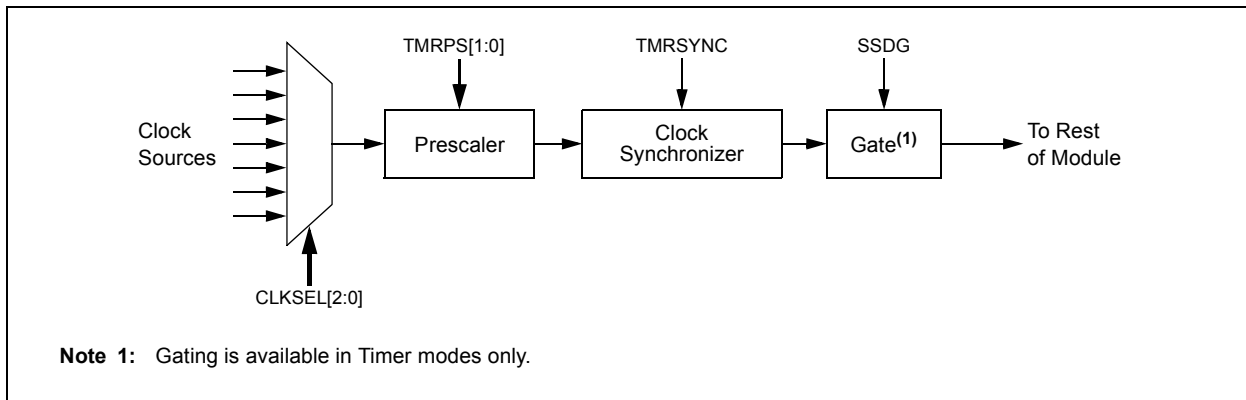 TMRPS[1:0]
TMRSYNC
SSDG
Clock
Sources
Prescaler
Clock
Synchronizer
Gate(1)
To Rest
of Module
CLKSEL[2:0]
Note 1: Gating is available in Timer modes only.